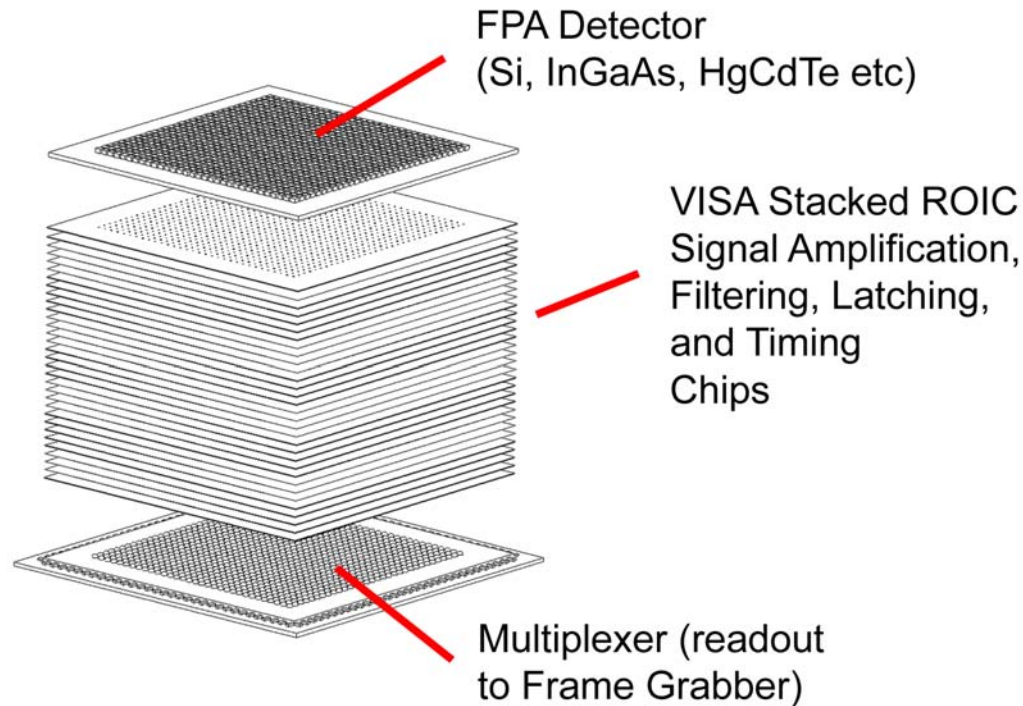 FPA Detector
(Si, InGaAs, HgCdTe etc)
VISA Stacked ROIC
Signal Amplification,
Filtering, Latching,
and Timing
Chips
Multiplexer (readout
to Frame Grabber)